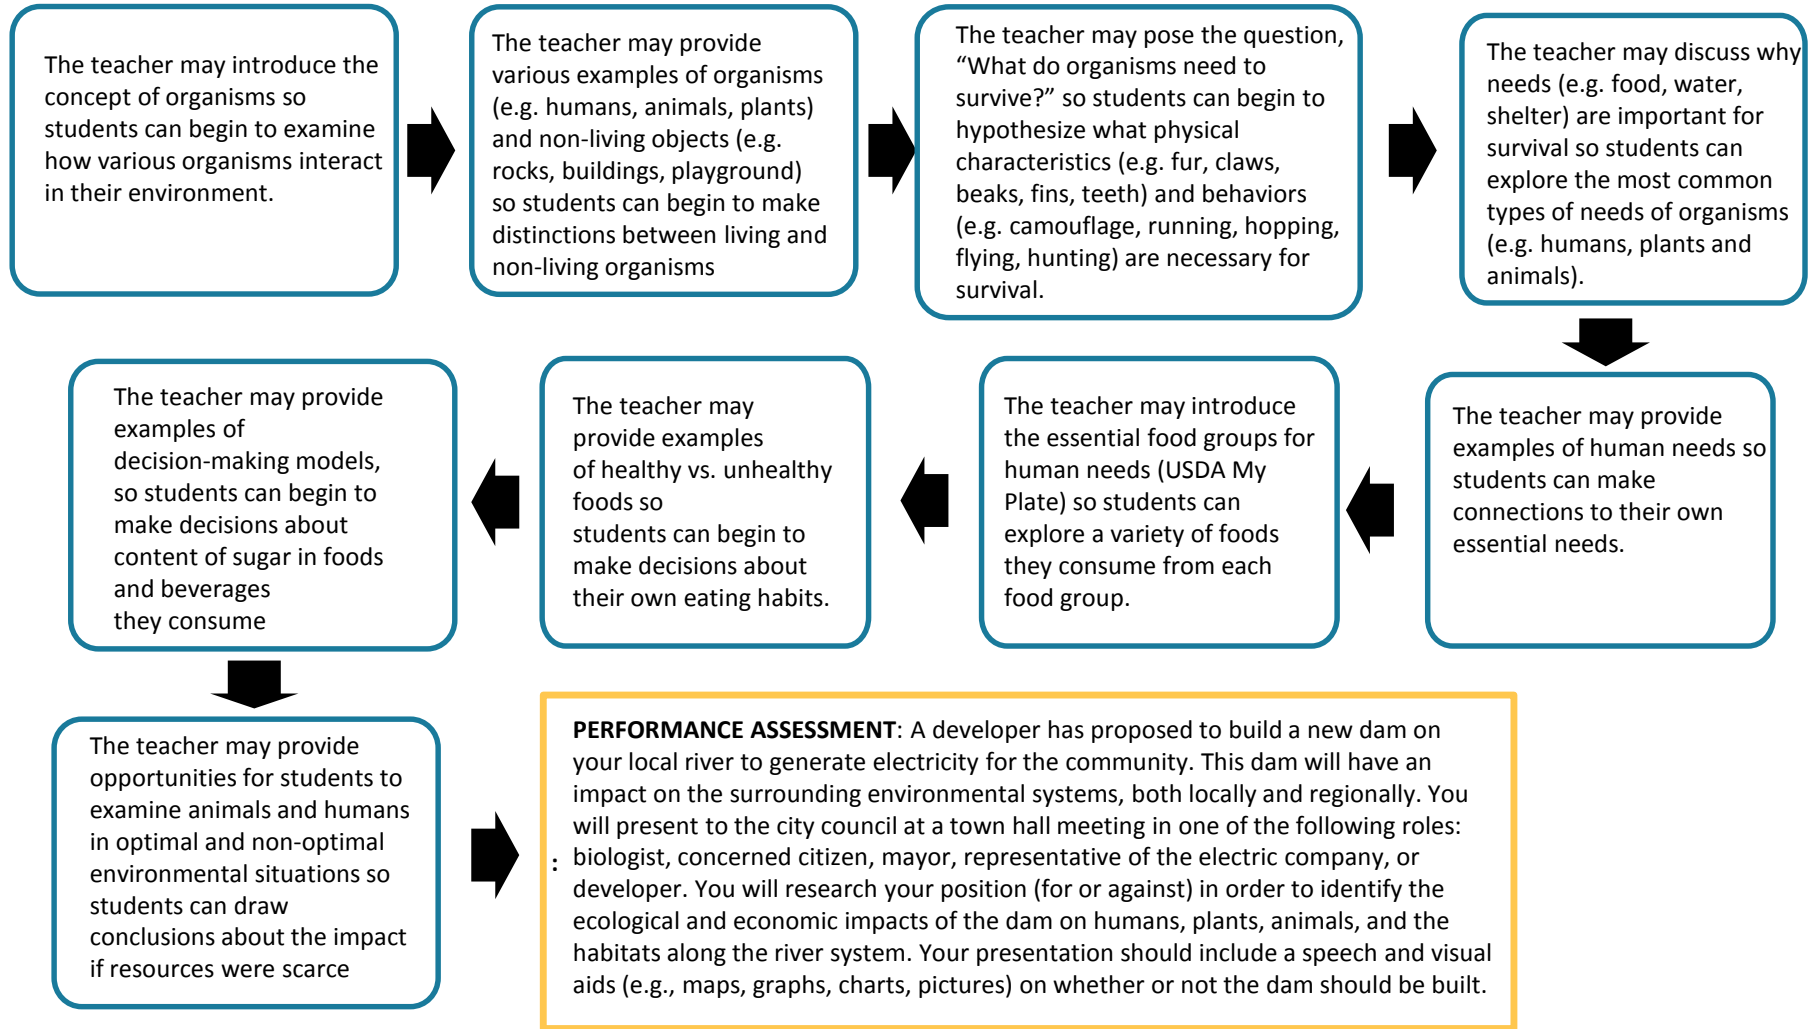 The teacher may introduce the
concept of organisms so
students can begin to examine
how various organisms interact
in their environment.
The teacher may provide
various examples of organisms
(e.g. humans, animals, plants)
and non-living objects (e.g.
rocks, buildings, playground)
so students can begin to make
distinctions between living and
non-living organisms
The teacher may pose the question,
“What do organisms need to
survive?” so students can begin to
hypothesize what physical
characteristics (e.g. fur, claws,
beaks, fins, teeth) and behaviors
(e.g. camouflage, running, hopping,
flying, hunting) are necessary for
survival.
The teacher may discuss why
needs (e.g. food, water,
shelter) are important for
survival so students can
explore the most common
types of needs of organisms
(e.g. humans, plants and
animals).
The teacher may provide
examples of human needs so
students can make
connections to their own
essential needs.
The teacher may introduce
the essential food groups for
human needs (USDA My
Plate) so students can
explore a variety of foods
they consume from each
food group.
The teacher may
provide examples
of healthy vs. unhealthy
foods so
students can begin to
make decisions about
their own eating habits.
The teacher may provide
examples of
decision-making models,
so students can begin to
make decisions about
content of sugar in foods
and beverages
they consume
The teacher may provide
opportunities for students to
examine animals and humans
in optimal and non-optimal
environmental situations so
students can draw
conclusions about the impact
if resources were scarce
:
PERFORMANCE ASSESSMENT: A developer has proposed to build a new dam on
your local river to generate electricity for the community. This dam will have an
impact on the surrounding environmental systems, both locally and regionally. You
will present to the city council at a town hall meeting in one of the following roles:
biologist, concerned citizen, mayor, representative of the electric company, or
developer. You will research your position (for or against) in order to identify the
ecological and economic impacts of the dam on humans, plants, animals, and the
habitats along the river system. Your presentation should include a speech and visual
aids (e.g., maps, graphs, charts, pictures) on whether or not the dam should be built.